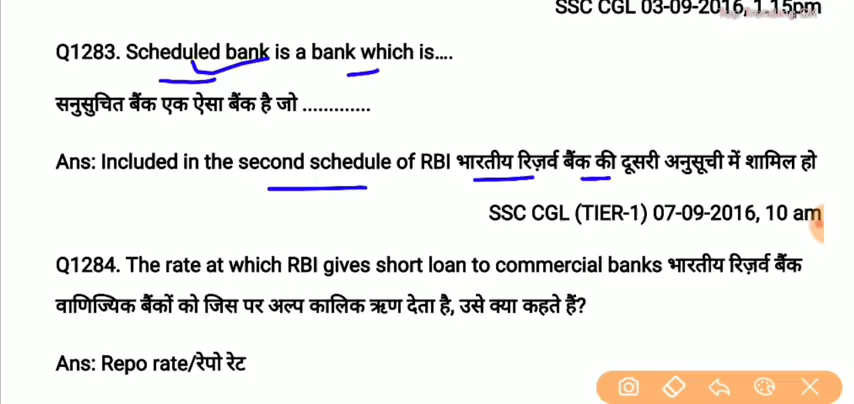 SSC CGL 03-09-2016, 1.15pm
Q1283. Scheduled bank is a bank which is....
सनुसुचित बैंक एक ऐसा बैंक है जो .............
Ans: Included in the second schedule of RBI भारतीय रिज़र्व बैंक की दूसरी अनुसूची में शामिल हो
SSC CGL (TIER-1) 07-09-2016, 10 am
Q1284. The rate at which RBI gives short loan to commercial banks भारतीय रिज़र्व बैंक
वाणिज्यिक बैंकों को जिस पर अल्प कालिक ऋण देता है, उसे क्या कहते हैं?
Ans: Repo rate/रेपो रेट